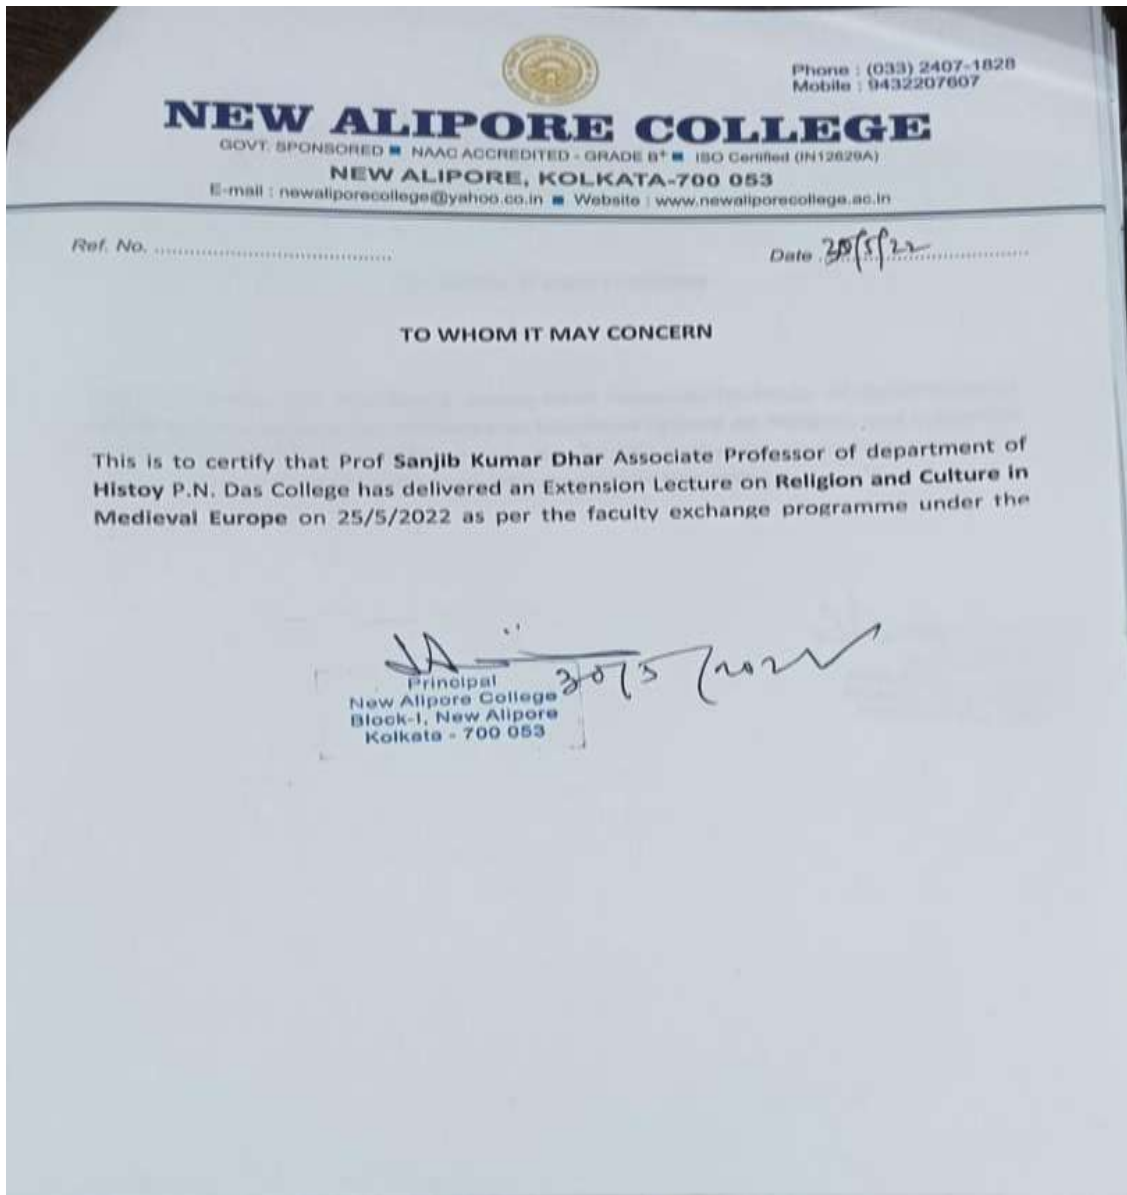 Phone : (033) 2407-1828
Mobile : 9432207607
NEW ALIPORE COLLEGE
GOVT. SPONSORED ■ NAAC ACCREDITED - GRADE B+ ■ ISO Certified (IN12629A)
NEW ALIPORE, KOLKATA-700 053
E-mail : newaliporecollege@yahoo.co.in ■ Website : www.newaliporecollege.ac.in
Ref. No. ..........................................
Date 30/5/22
TO WHOM IT MAY CONCERN
This is to certify that Prof Sanjib Kumar Dhar Associate Professor of department of
Histoy P.N. Das College has delivered an Extension Lecture on Religion and Culture in
Medieval Europe on 25/5/2022 as per the faculty exchange programme under the
30/5/2022
Principal
New Alipore College
Block-I, New Alipore
Kolkata - 700 053